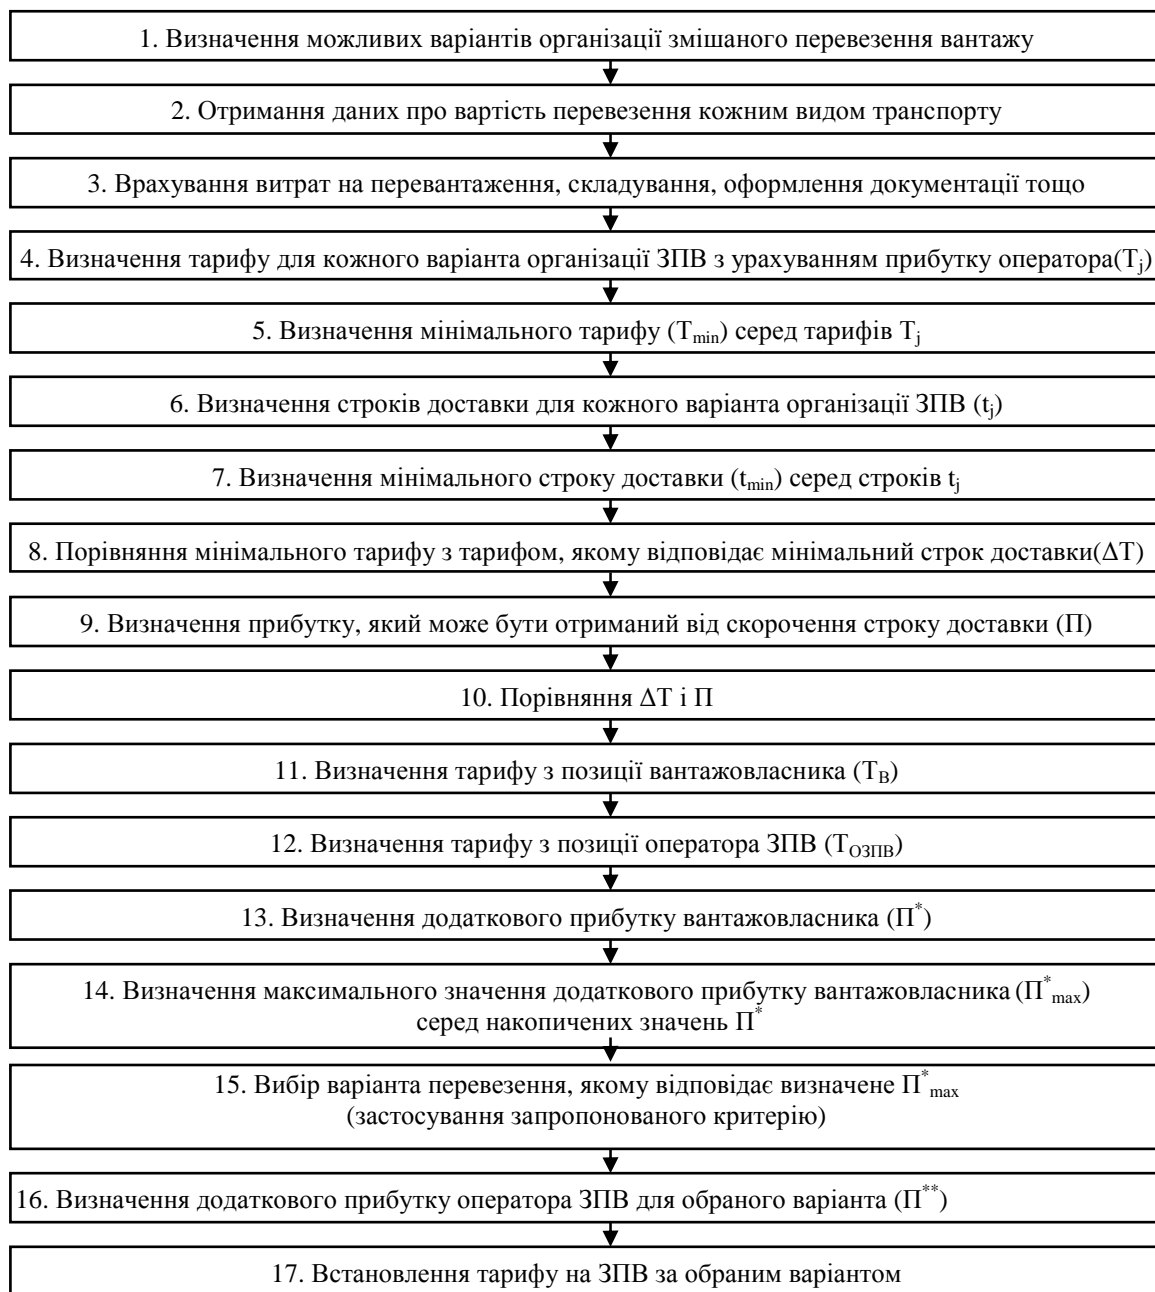 1. Визначення можливих варіантів організації змішаного перевезення вантажу
2. Отримання даних про вартість перевезення кожним видом транспорту
3. Врахування витрат на перевантаження, складування, оформлення документації тощо
4. Визначення тарифу для кожного варіанта організації ЗПВ з урахуванням прибутку оператора(Tj)
5. Визначення мінімального тарифу (Tmin) серед тарифів Tj
6. Визначення строків доставки для кожного варіанта організації ЗПВ (tj)
7. Визначення мінімального строку доставки (tmin) серед строків tj
8. Порівняння мінімального тарифу з тарифом, якому відповідає мінімальний строк доставки(ΔT)
9. Визначення прибутку, який може бути отриманий від скорочення строку доставки (П)
10. Порівняння ΔT і П
11. Визначення тарифу з позиції вантажовласника (TВ)
12. Визначення тарифу з позиції оператора ЗПВ (TОЗПВ)
13. Визначення додаткового прибутку вантажовласника (П*)
14. Визначення максимального значення додаткового прибутку вантажовласника (П*max)
серед накопичених значень П*
15. Вибір варіанта перевезення, якому відповідає визначене П*max
(застосування запропонованого критерію)
16. Визначення додаткового прибутку оператора ЗПВ для обраного варіанта (П**)
17. Встановлення тарифу на ЗПВ за обраним варіантом